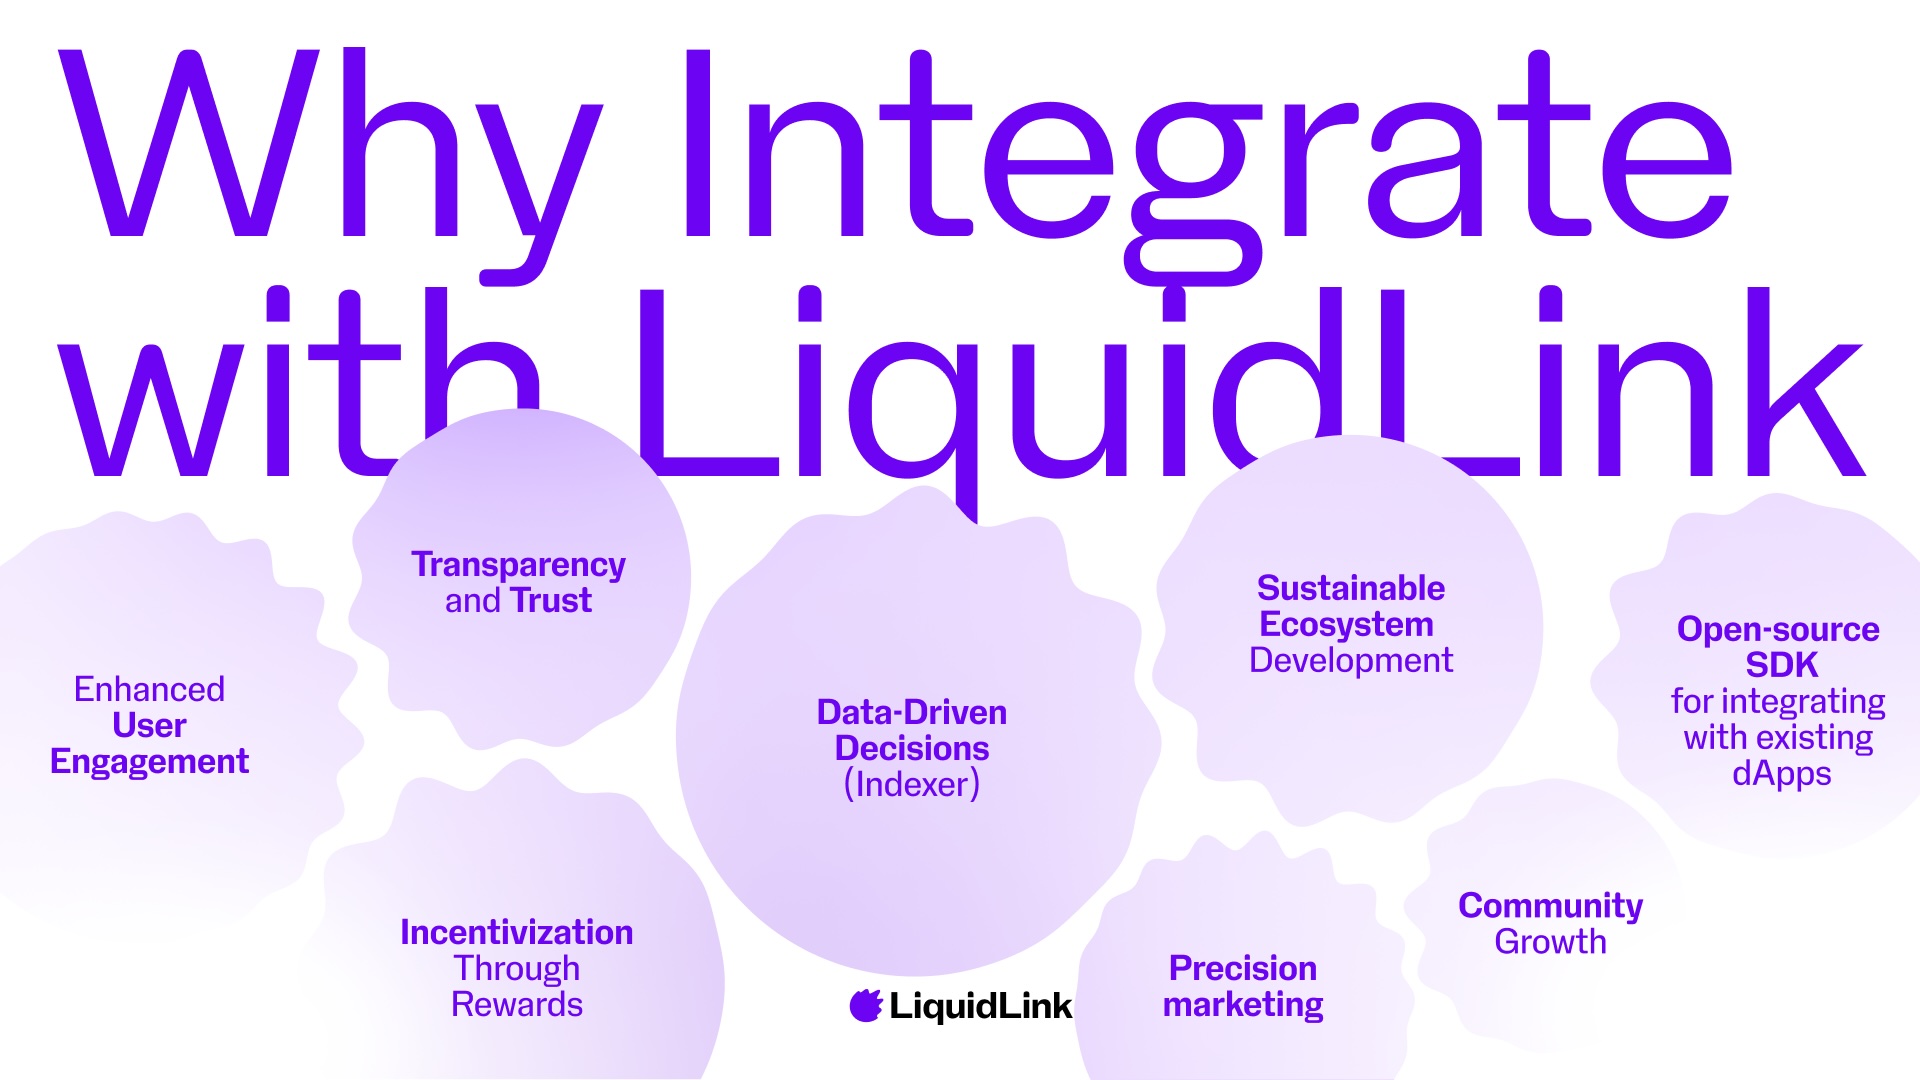 Why Integrate
with LiquidLink
Transparency
and Trust
Enhanced
User
Engagement
Data-Driven
Decisions
(Indexer)
Sustainable
Ecosystem
Development
Open-source
SDK
for integrating
with existing
dApps
Incentivization
Through
Rewards
Precision
marketing
Community
Growth
LiquidLink